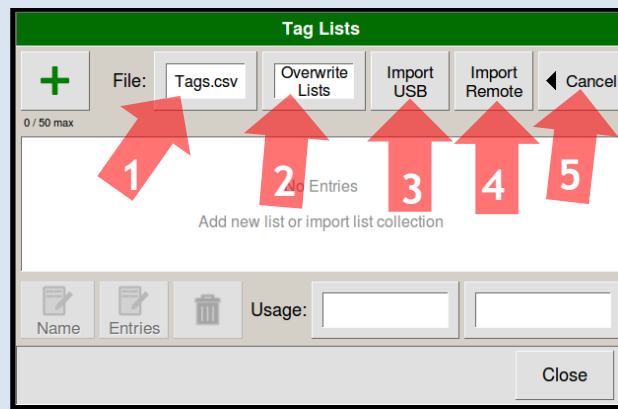 Tag Lists
File:
Tags.csv
Overwrite
Lists
Import
USB
Import
Remote
Cancel
0 / 50 max
1
2
3
4
5
No Entries
Add new list or import list collection
Name
Entries
Usage:
Close